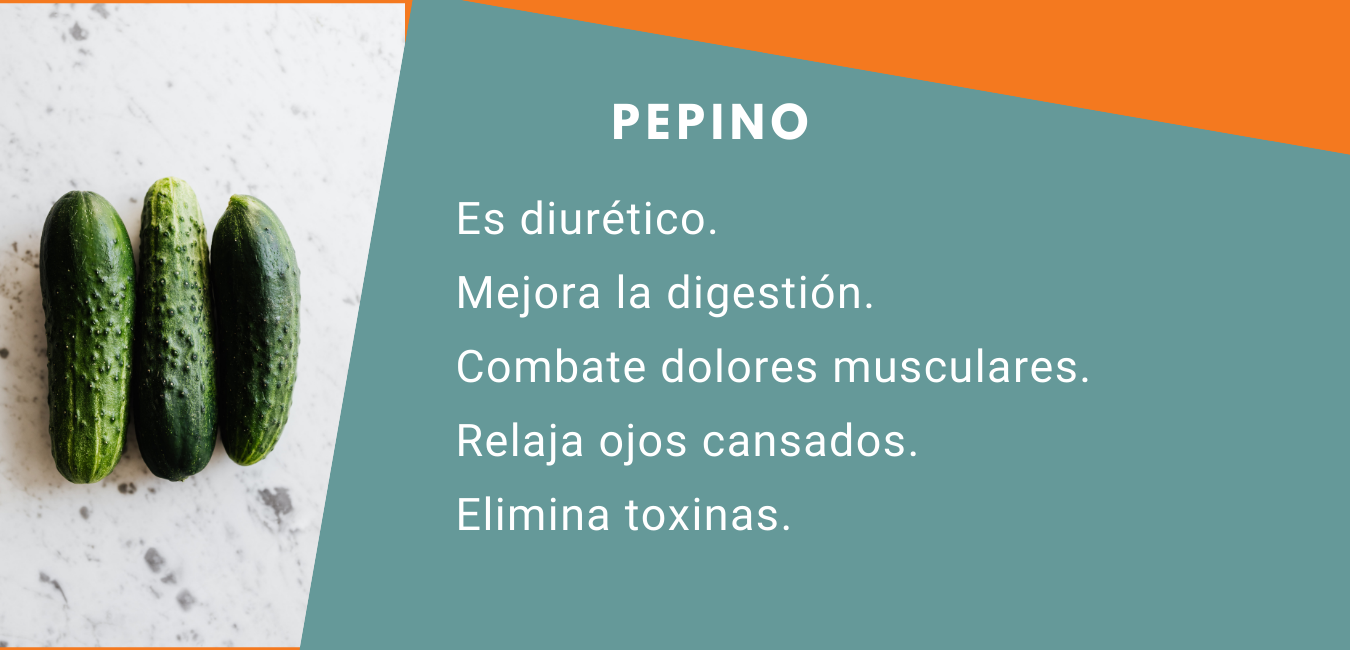 PEPINO
Es diurético.
Mejora la digestión.
Combate dolores musculares.
Relaja ojos cansados.
Elimina toxinas.